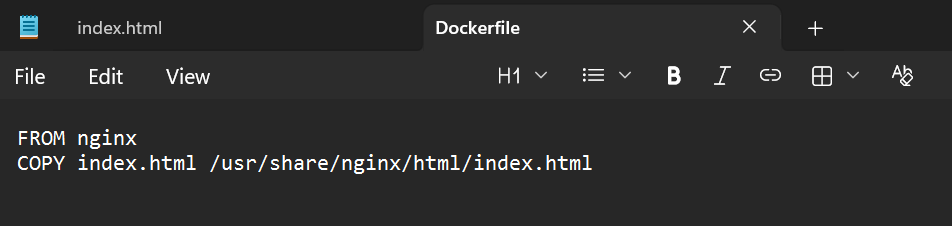 index.html
Dockerfile
File Edit View H1 B I
FROM nginx
COPY index.html /usr/share/nginx/html/index.html